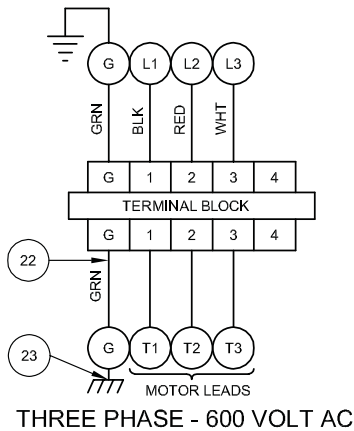 G L1 L2 L3
GRN BLK RED WHT
G 1 2 3 4
TERMINAL BLOCK
G 1 2 3 4
22
GRN
23
G T1 T2 T3
MOTOR LEADS
THREE PHASE - 600 VOLT AC